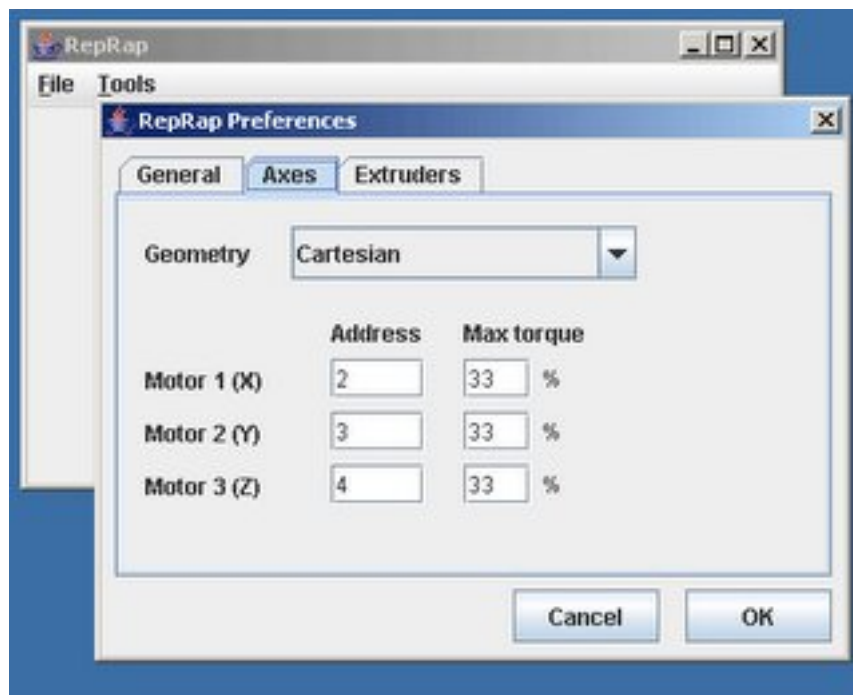 RepRap
File Tools
RepRap Preferences
General Axes Extruders
Geometry Cartesian
Address Max torque
Motor 1 (X) 2 33 %
Motor 2 (Y) 3 33 %
Motor 3 (Z) 4 33 %
Cancel OK